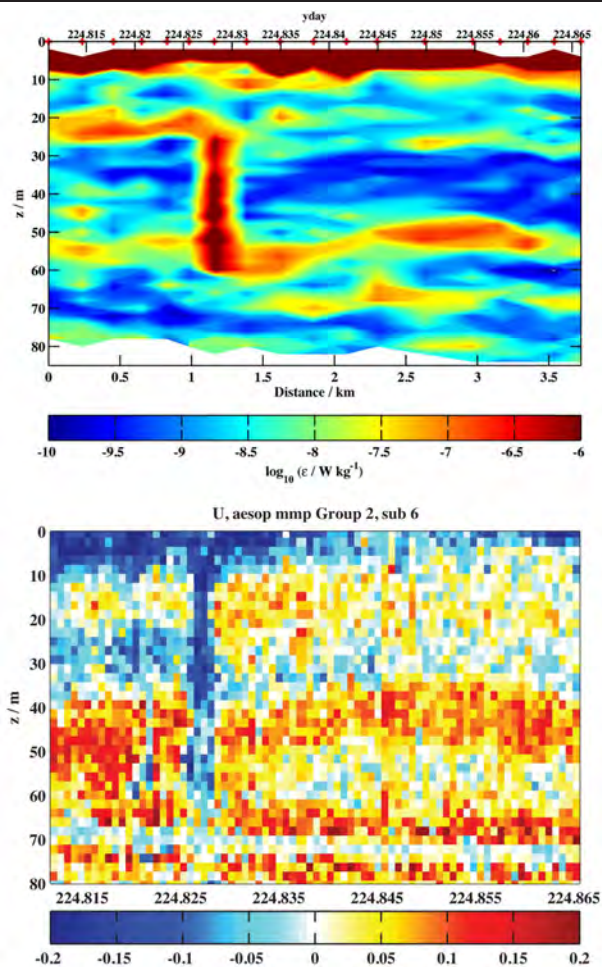 yday
224.815 224.82 224.825 224.83 224.835 224.84 224.845 224.85 224.855 224.86 224.865
0
10
20
30
40
50
60
70
80
z / m
0 0.5 1 1.5 2 2.5 3 3.5
Distance / km
-10 -9.5 -9 -8.5 -8 -7.5 -7 -6.5 -6
log10 (ε / W kg-1)
U, aesop mmp Group 2, sub 6
0
10
20
30
40
50
60
70
80
z / m
224.815 224.825 224.835 224.845 224.855 224.865
-0.2 -0.15 -0.1 -0.05 0 0.05 0.1 0.15 0.2